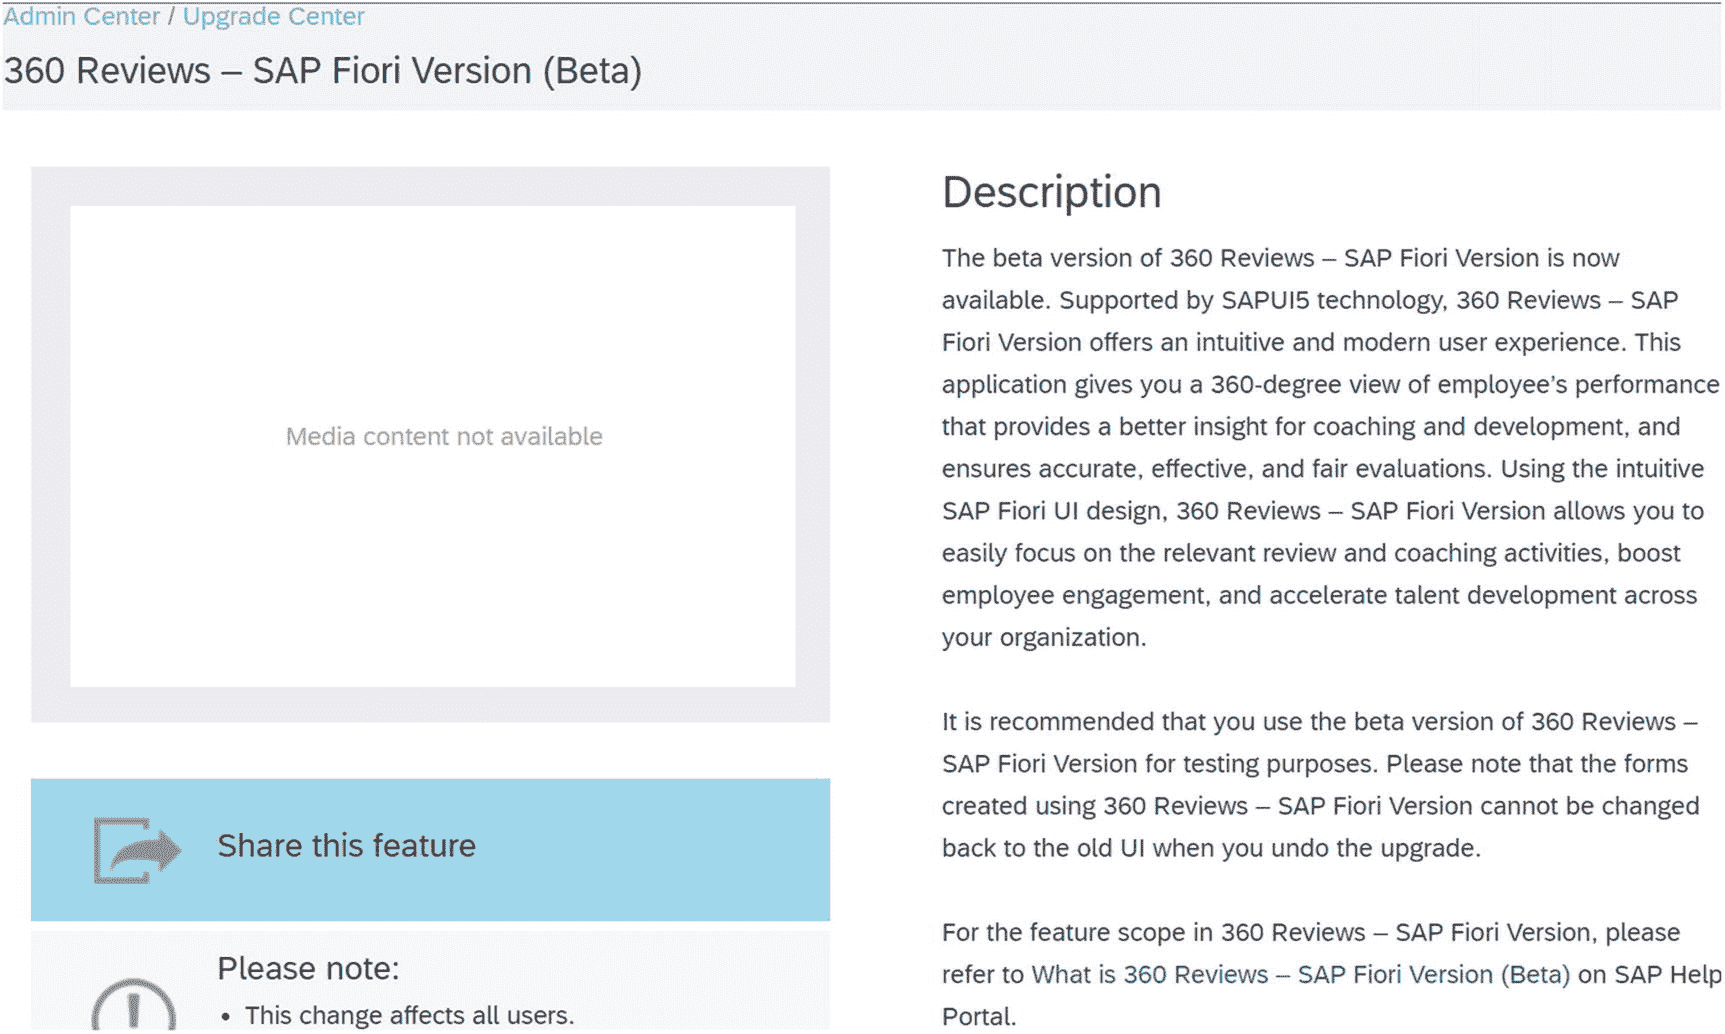 Admin Center / Upgrade Center
360 Reviews – SAP Fiori Version (Beta)
Media content not available
Share this feature
Please note:
• This change affects all users.
Description
The beta version of 360 Reviews – SAP Fiori Version is now
available. Supported by SAPUI5 technology, 360 Reviews – SAP
Fiori Version offers an intuitive and modern user experience. This
application gives you a 360-degree view of employee’s performance
that provides a better insight for coaching and development, and
ensures accurate, effective, and fair evaluations. Using the intuitive
SAP Fiori UI design, 360 Reviews – SAP Fiori Version allows you to
easily focus on the relevant review and coaching activities, boost
employee engagement, and accelerate talent development across
your organization.
It is recommended that you use the beta version of 360 Reviews –
SAP Fiori Version for testing purposes. Please note that the forms
created using 360 Reviews – SAP Fiori Version cannot be changed
back to the old UI when you undo the upgrade.
For the feature scope in 360 Reviews – SAP Fiori Version, please
refer to What is 360 Reviews – SAP Fiori Version (Beta) on SAP Help
Portal.